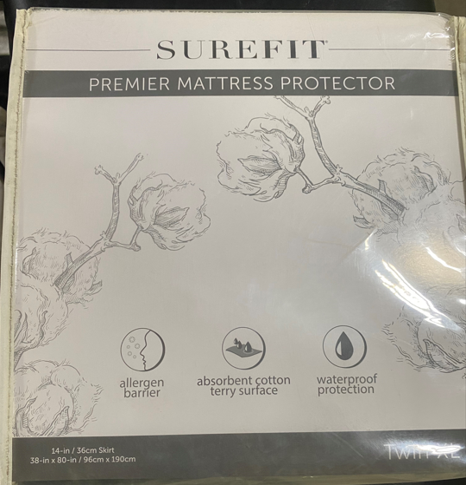 SUREFIT
PREMIER MATTRESS PROTECTOR
allergen
barrier
absorbent cotton
terry surface
waterproof
protection
14-in / 36cm Skirt
38-in x 80-in / 96cm x 190cm
TWIN XL